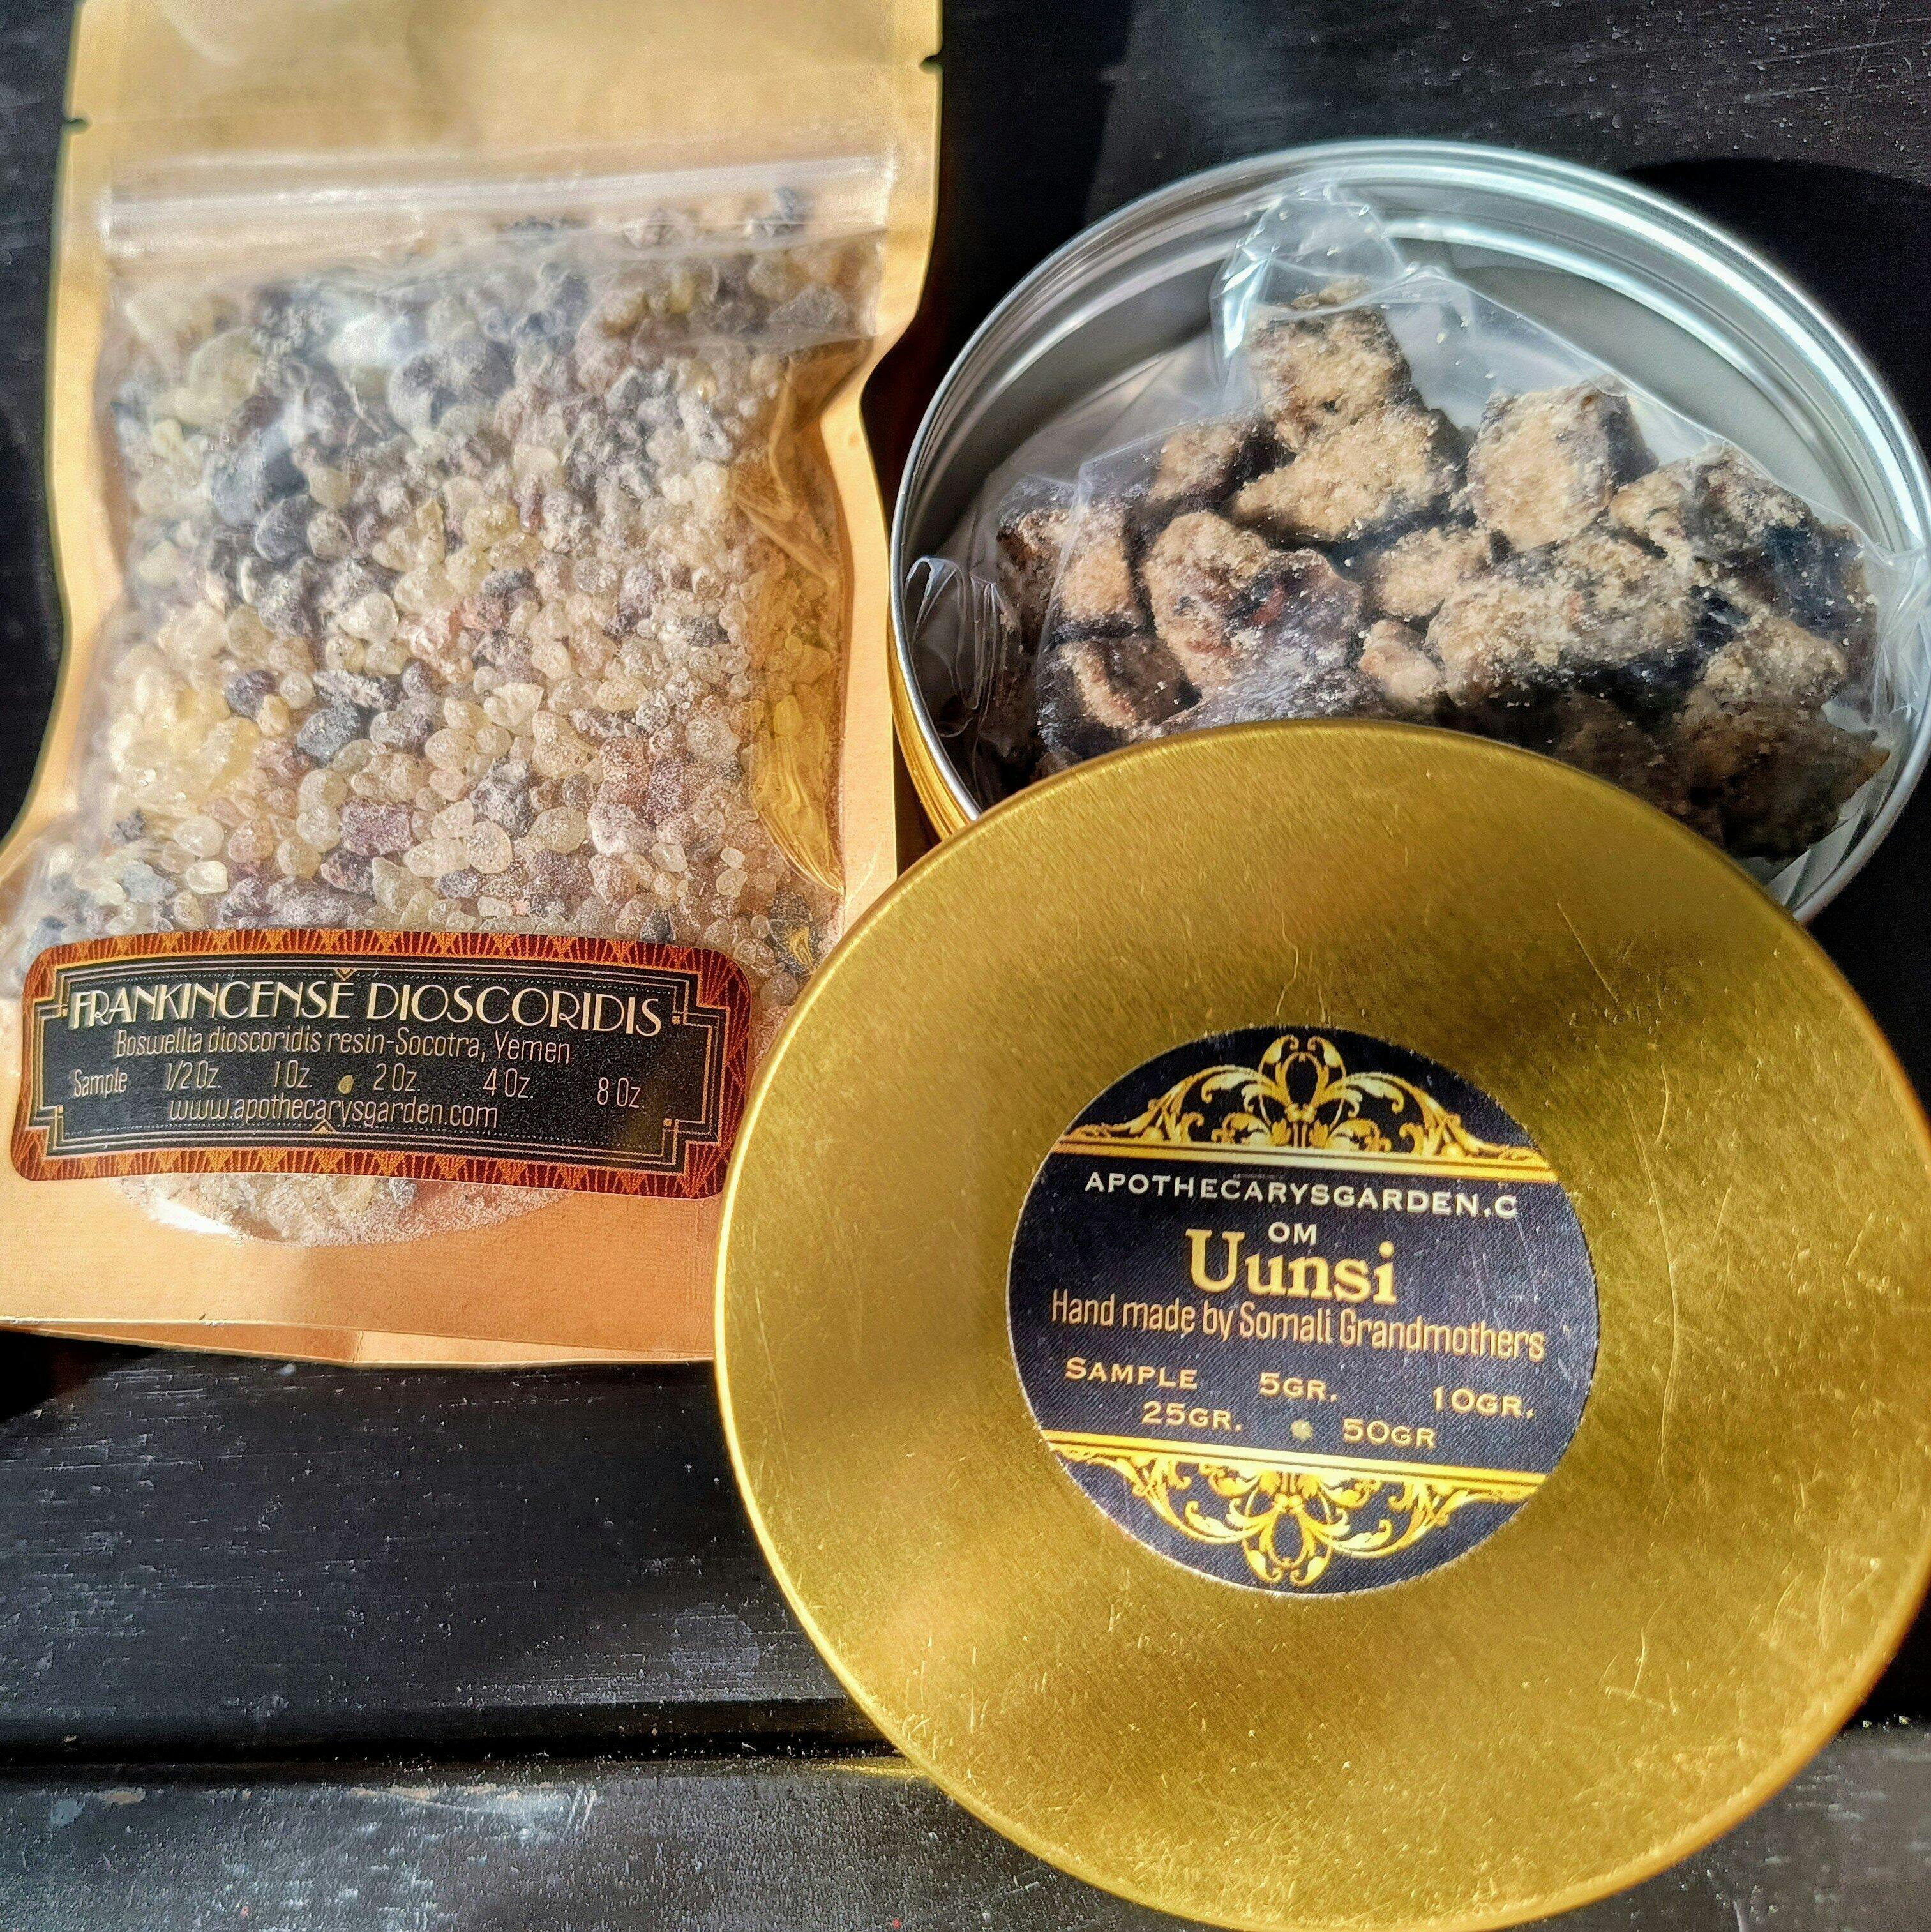 FRANKINCENSE DIOSCORIDIS
Boswellia dioscoridis resin-Socotra, Yemen
Sample 1/2 Oz. 1 Oz. 2 Oz. 4 Oz. 8 Oz.
www.apothecarysgarden.com
APOTHECARYSGARDEN.C
OM
Uunsi
Hand made by Somali Grandmothers
SAMPLE 5GR. 10GR.
25GR. 50GR